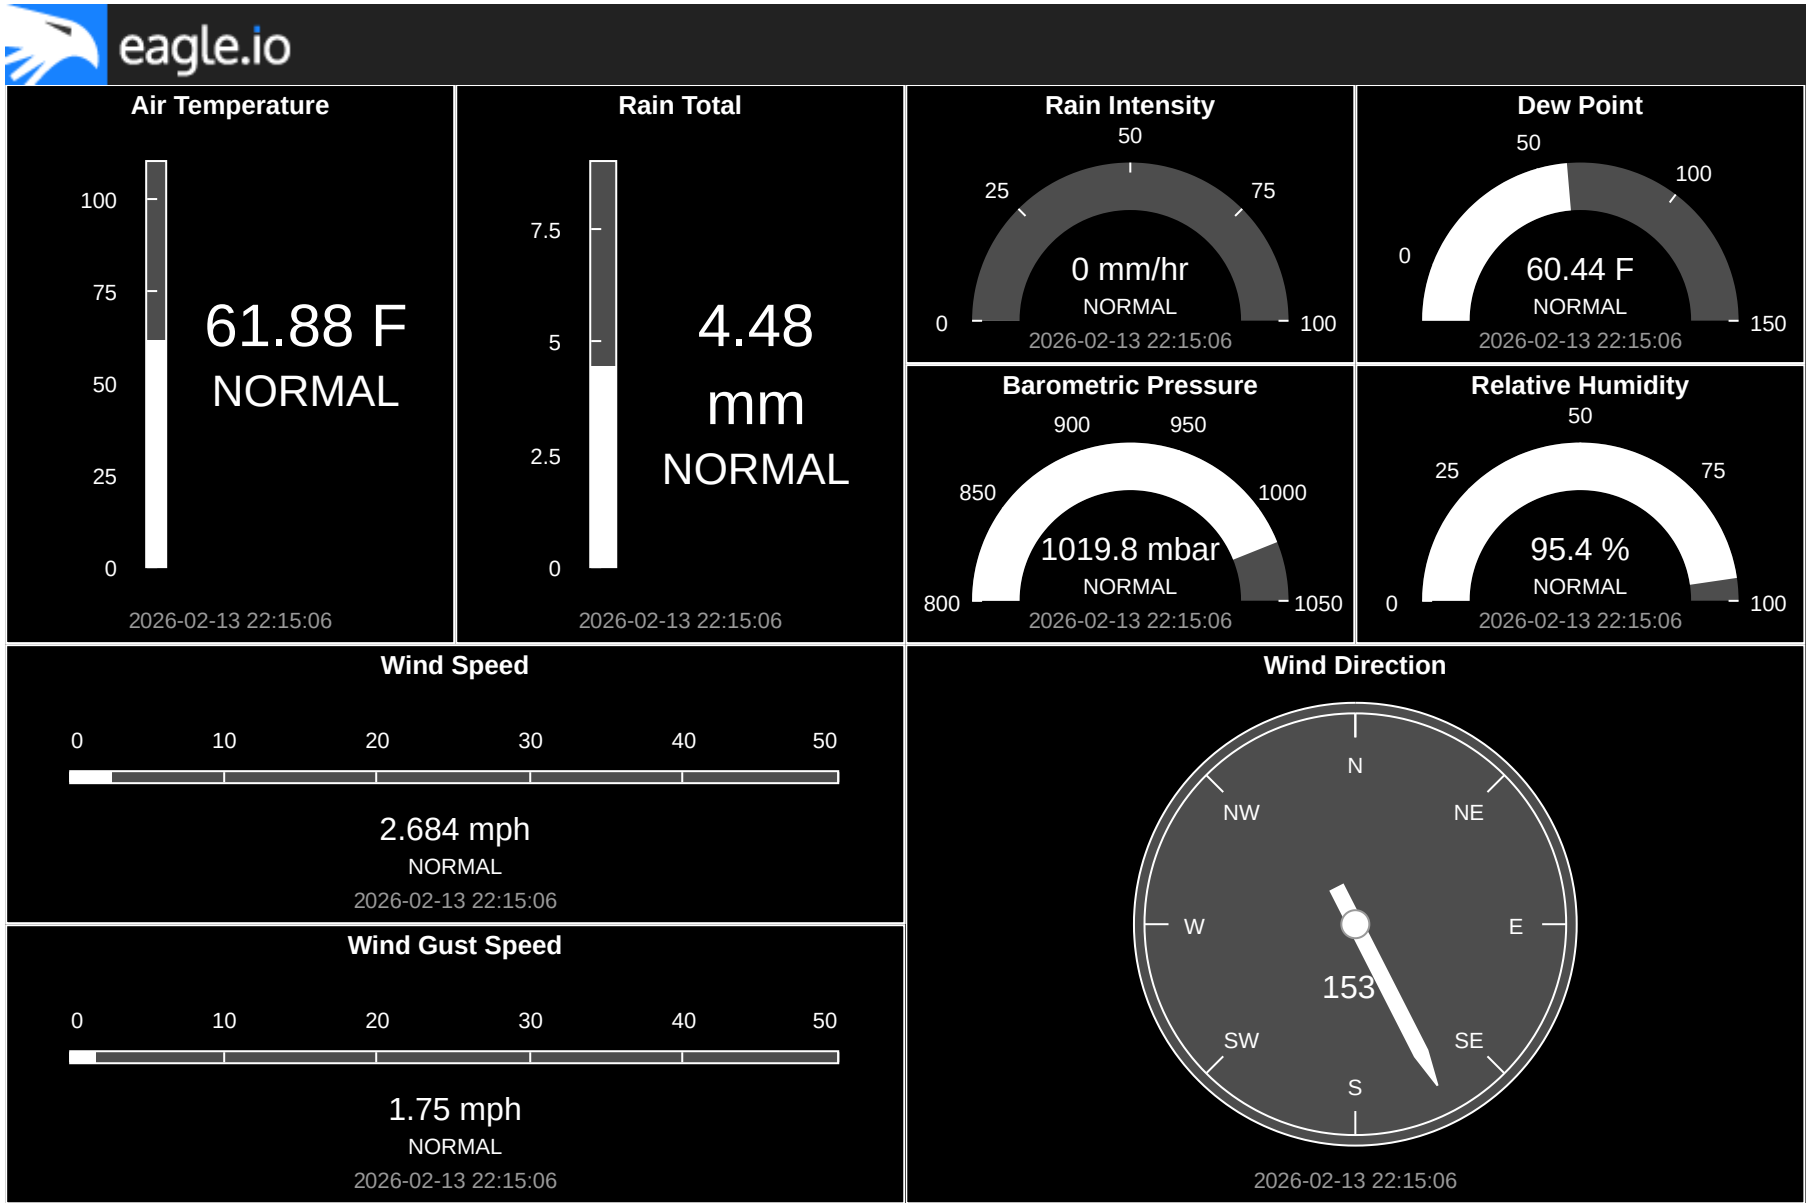 eagle.io
Air Temperature
100
75
50
25
0
61.88 F
NORMAL
2026-02-13 22:15:06
Rain Total
7.5
5
2.5
0
4.48
mm
NORMAL
2026-02-13 22:15:06
Rain Intensity
0
25
50
75
100
0 mm/hr
NORMAL
2026-02-13 22:15:06
Dew Point
0
50
100
150
60.44 F
NORMAL
2026-02-13 22:15:06
Barometric Pressure
800
850
900
950
1000
1050
1019.8 mbar
NORMAL
2026-02-13 22:15:06
Relative Humidity
0
25
50
75
100
95.4 %
NORMAL
2026-02-13 22:15:06
Wind Speed
0 10 20 30 40 50
2.684 mph
NORMAL
2026-02-13 22:15:06
Wind Gust Speed
0 10 20 30 40 50
1.75 mph
NORMAL
2026-02-13 22:15:06
Wind Direction
N
NW NE
W E
153
SW SE
S
2026-02-13 22:15:06